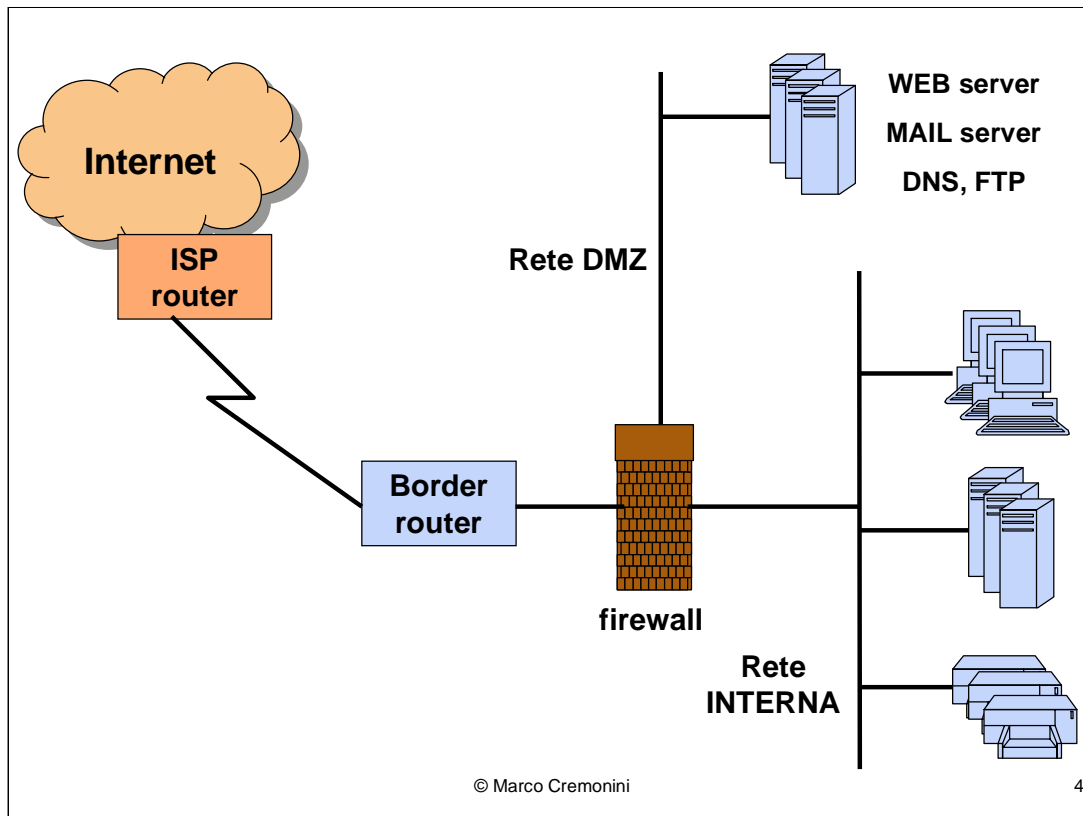 Internet
ISP
router
WEB server
MAIL server
DNS, FTP
Rete DMZ
Border
router
firewall
Rete
INTERNA
© Marco Cremonini
4